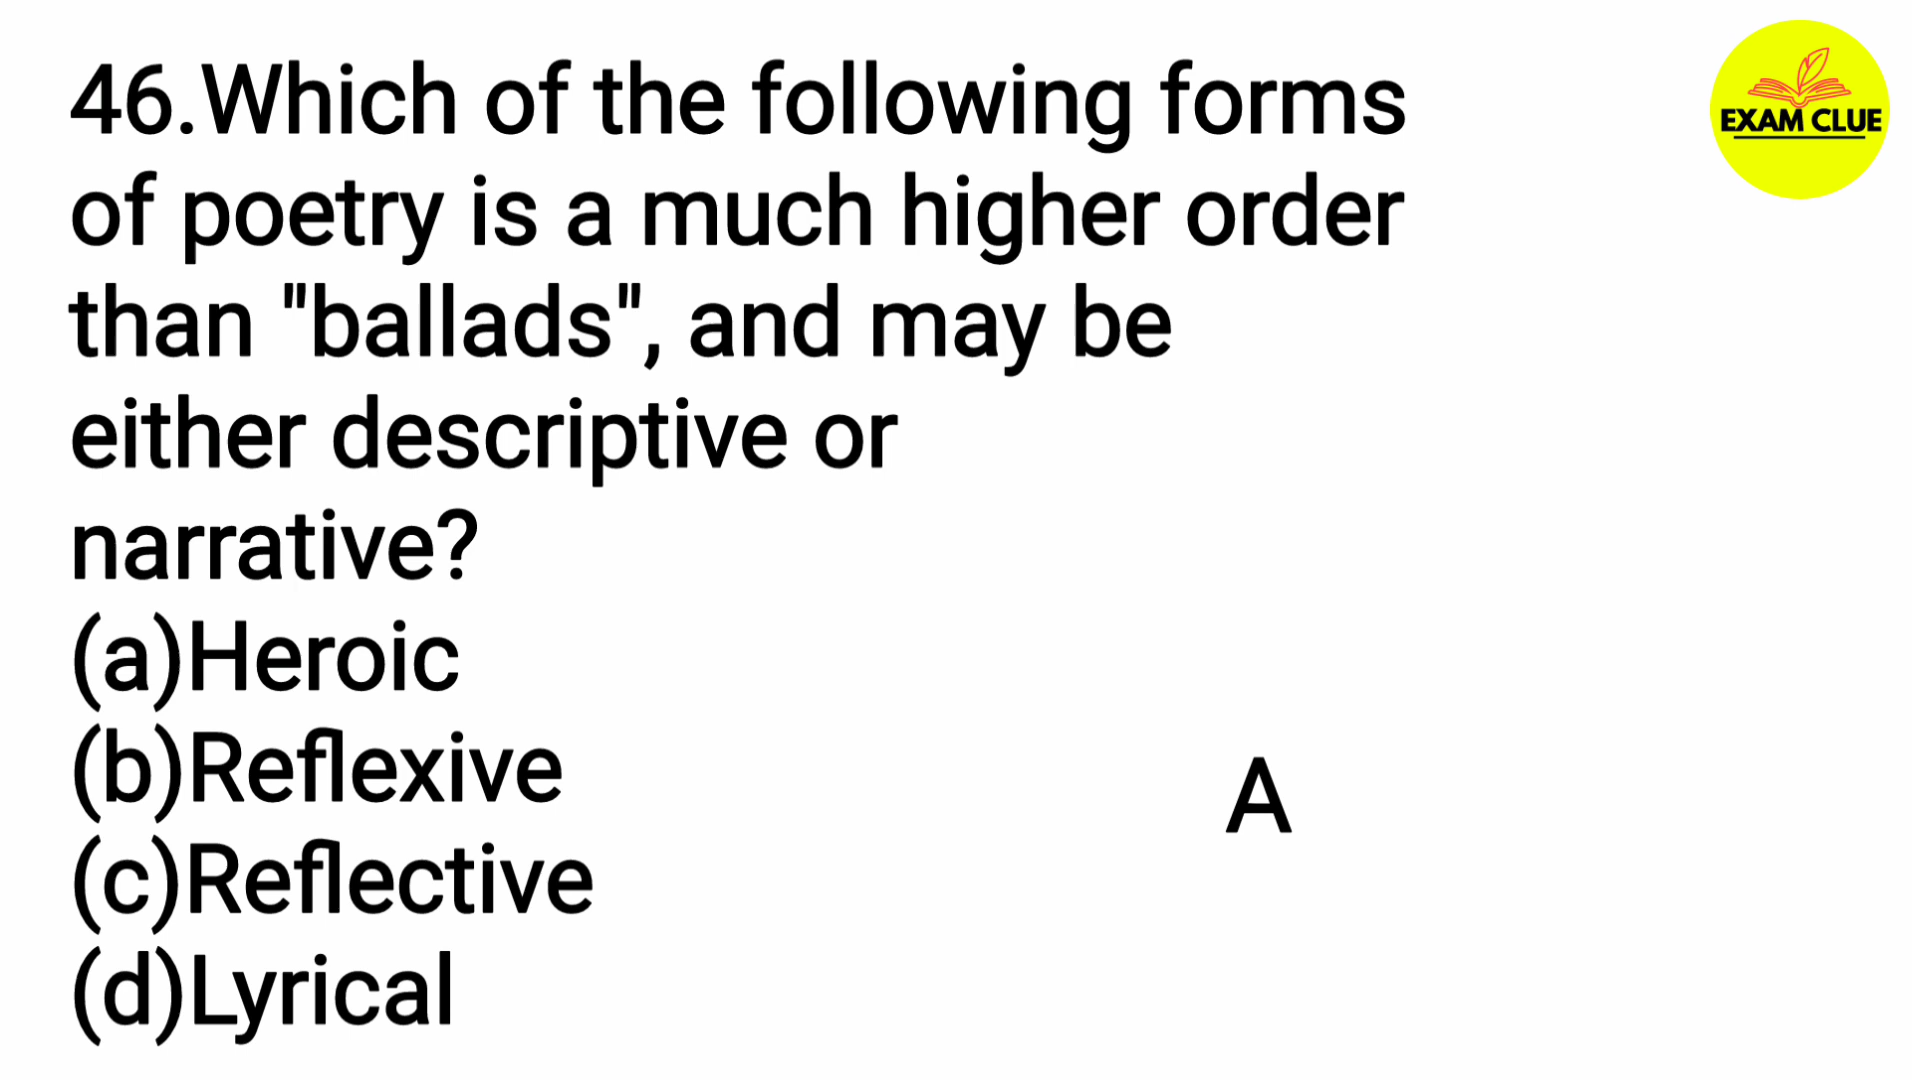 46.Which of the following forms
of poetry is a much higher order
than "ballads", and may be
either descriptive or
narrative?
(a)Heroic
(b)Reflexive
(c)Reflective
(d)Lyrical
A
EXAM CLUE